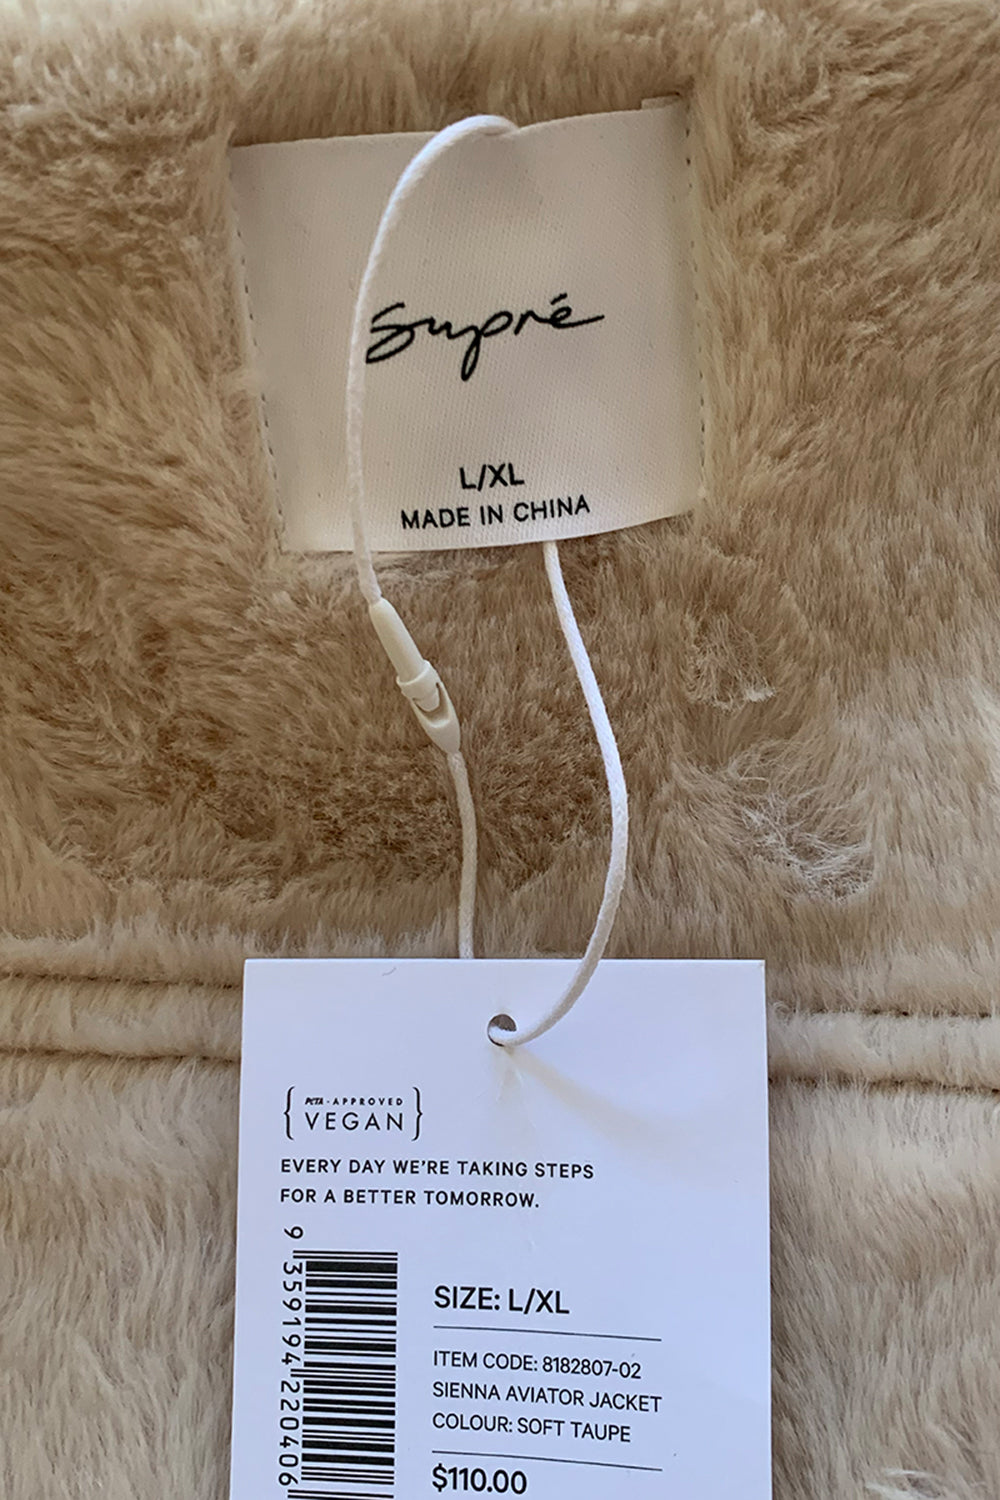 Supré
L/XL
MADE IN CHINA
PETA - APPROVED
VEGAN
EVERY DAY WE'RE TAKING STEPS
FOR A BETTER TOMORROW.
9 359194 220406
SIZE: L/XL
ITEM CODE: 8182807-02
SIENNA AVIATOR JACKET
COLOUR: SOFT TAUPE
$110.00